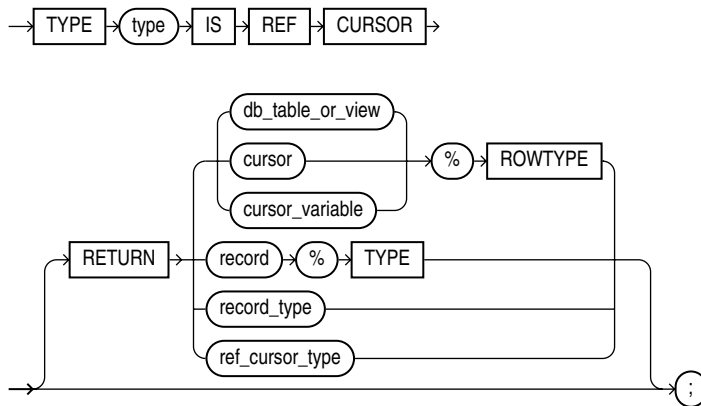 TYPE type IS REF CURSOR
db_table_or_view
cursor % ROWTYPE
cursor_variable
RETURN record % TYPE
record_type
ref_cursor_type
;